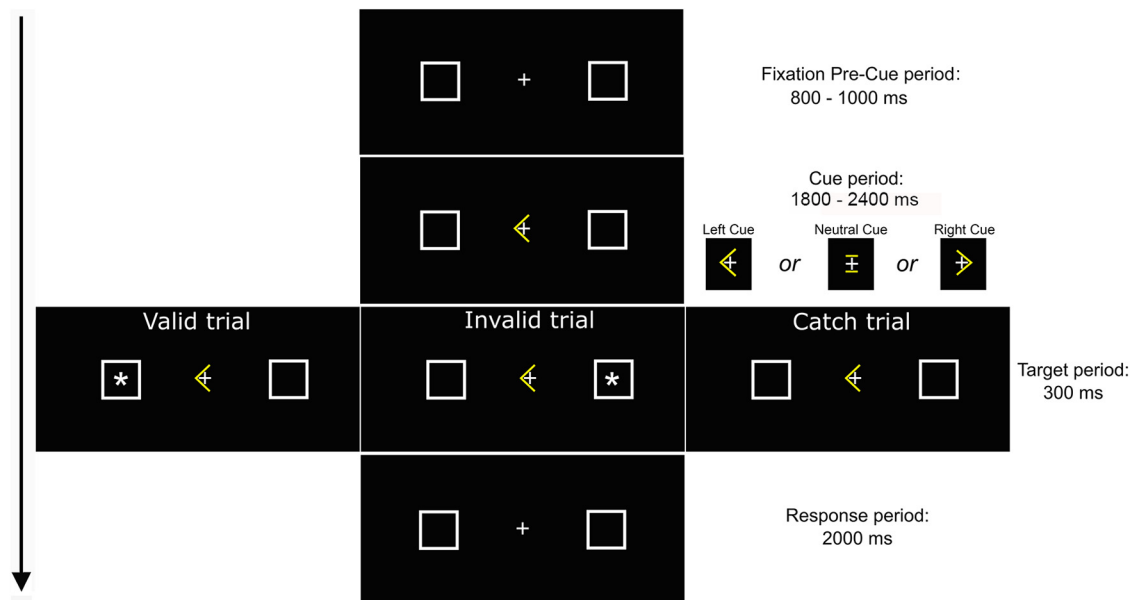 Fixation Pre-Cue period:
800 - 1000 ms
Cue period:
1800 - 2400 ms
Left Cue
Neutral Cue
Right Cue
or
or
Valid trial
Invalid trial
Catch trial
*
*
Target period:
300 ms
Response period:
2000 ms